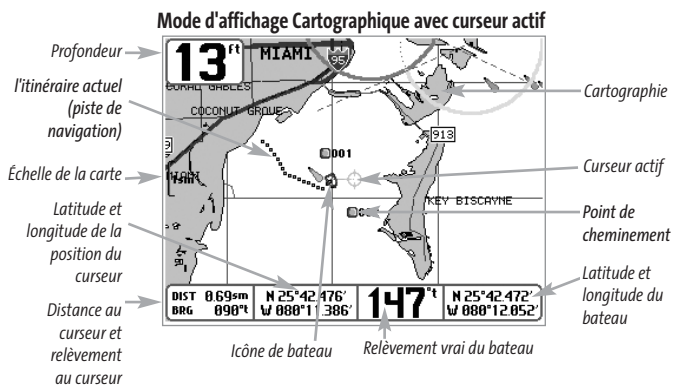 Mode d'affichage Cartographique avec curseur actif
Profondeur
13 ft
MIAMI
95
l'itinéraire actuel
(piste de
navigation)
CORAL GABLES
COCONUT GROVE
Cartographie
913
001
Échelle de la carte
1sm
Curseur actif
KEY BISCAYNE
Latitude et
longitude de la
position du
curseur
Point de
cheminement
Distance au
curseur et
relèvement
au curseur
DIST 0.69sm
BRG 090°t
N 25°42.476'
W 080°11.386'
147°t
N 25°42.472'
W 080°12.052'
Latitude et
longitude du
bateau
Icône de bateau
Relèvement vrai du bateau